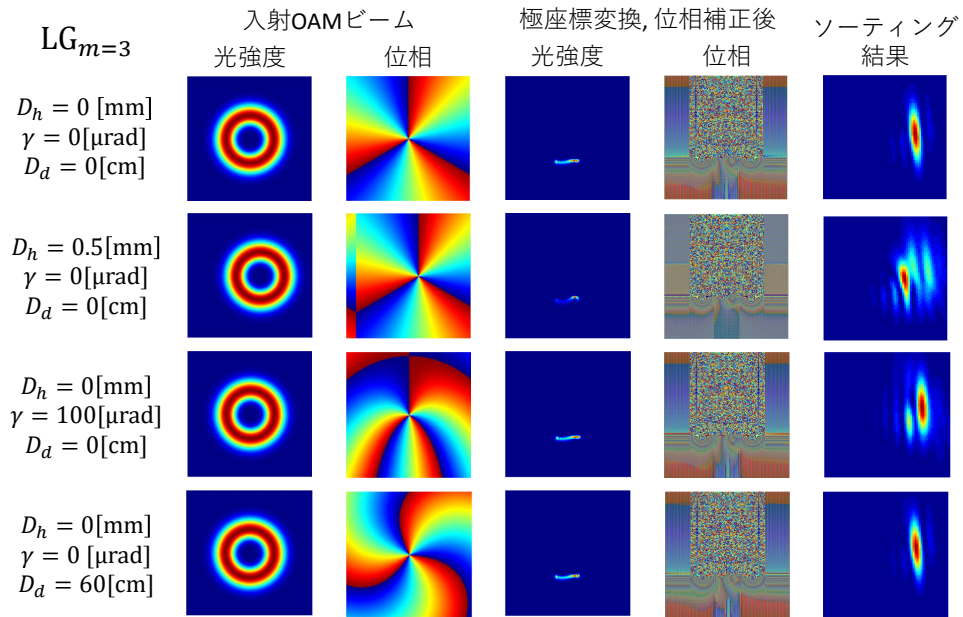 LG_{m=3}
入射OAMビーム
極座標変換, 位相補正後
ソーティング
結果
光強度
位相
光強度
位相
D_h = 0 [mm]
γ = 0[μrad]
D_d = 0[cm]
D_h = 0.5[mm]
γ = 0[μrad]
D_d = 0[cm]
D_h = 0[mm]
γ = 100[μrad]
D_d = 0[cm]
D_h = 0[mm]
γ = 0 [μrad]
D_d = 60[cm]